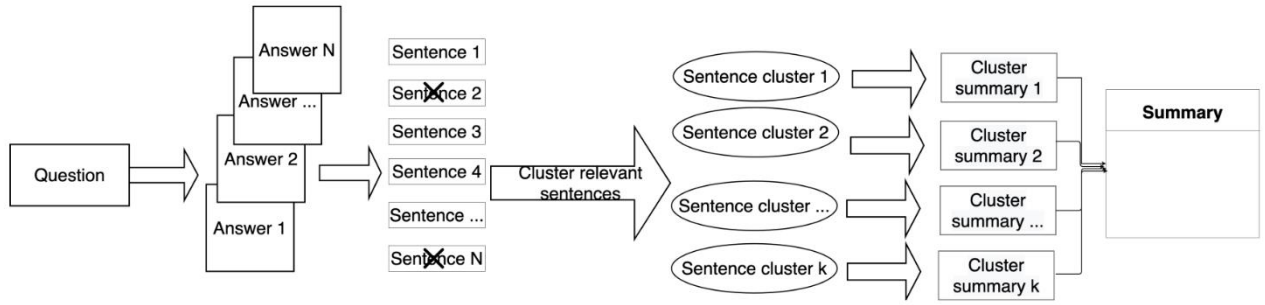 Question
Answer N
Answer ...
Answer 2
Answer 1
Sentence 1
Sentence 2
Sentence 3
Sentence 4
Sentence ...
Sentence N
Cluster relevant
sentences
Sentence cluster 1
Sentence cluster 2
Sentence cluster ...
Sentence cluster k
Cluster
summary 1
Cluster
summary 2
Cluster
summary ...
Cluster
summary k
Summary